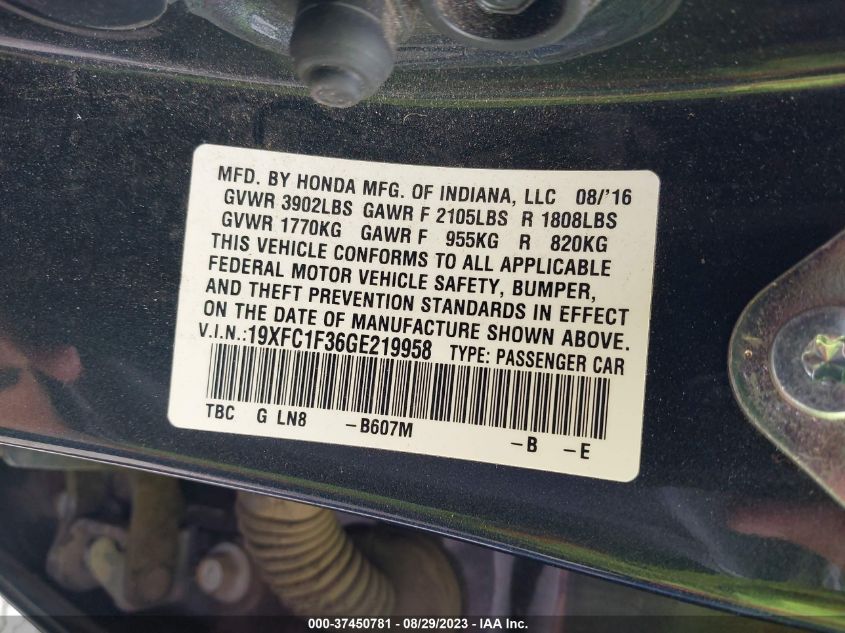 MFD. BY HONDA MFG. OF INDIANA, LLC 08/'16
GVWR 3902LBS GAWR F 2105LBS R 1808LBS
GVWR 1770KG GAWR F 955KG R 820KG
THIS VEHICLE CONFORMS TO ALL APPLICABLE
FEDERAL MOTOR VEHICLE SAFETY, BUMPER,
AND THEFT PREVENTION STANDARDS IN EFFECT
ON THE DATE OF MANUFACTURE SHOWN ABOVE.
V.I.N.:19XFC1F36GE219958 TYPE: PASSENGER CAR
TBC G LN8 -B607M -B -E
000-37450781 - 08/29/2023 - IAA Inc.